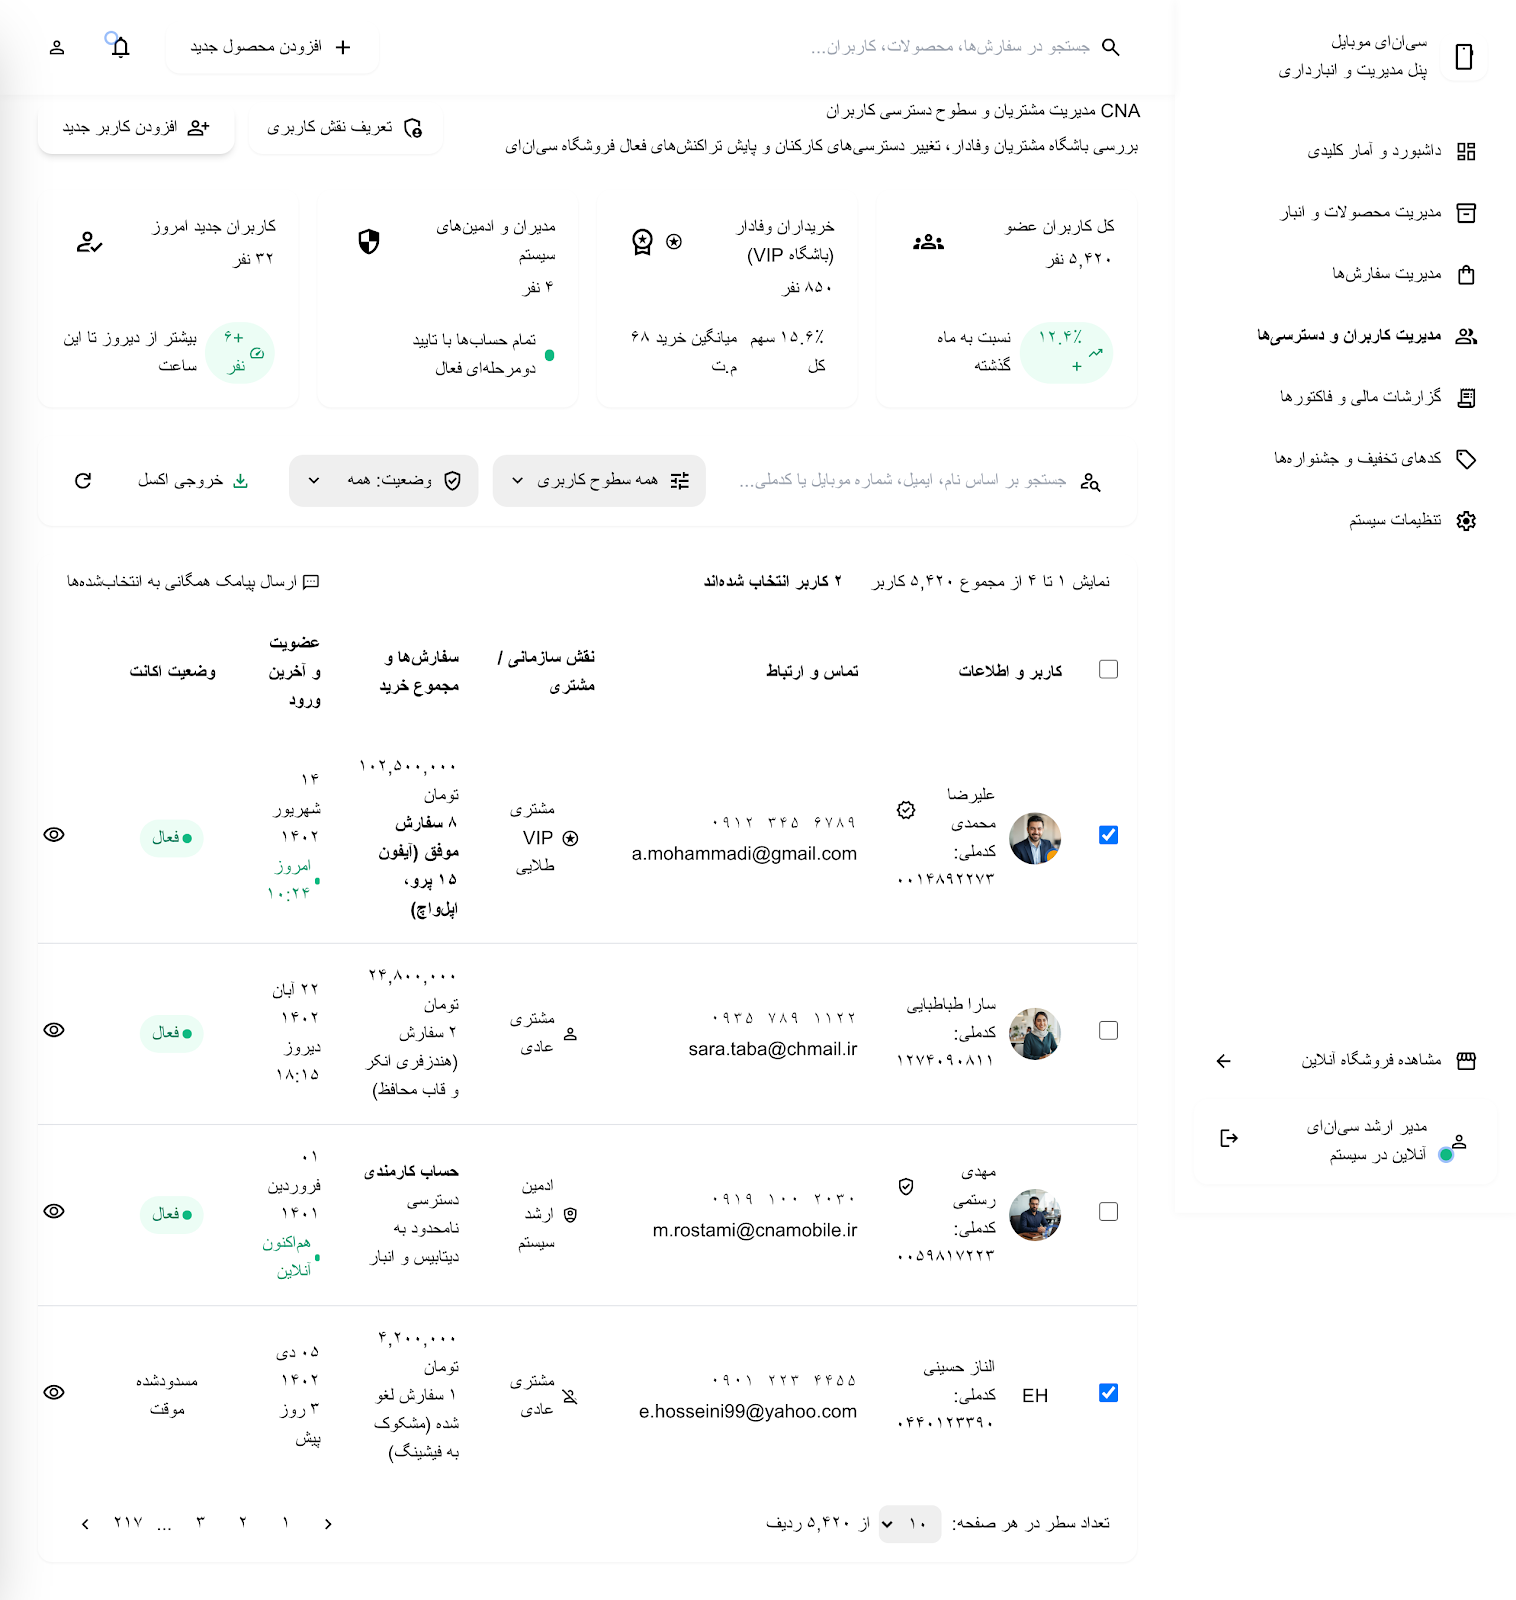 سی‌ان‌ای موبایل
پنل مدیریت و انبارداری
داشبورد و آمار کلیدی
مدیریت محصولات و انبار
مدیریت سفارش‌ها
مدیریت کاربران و دسترسی‌ها
گزارشات مالی و فاکتورها
کدهای تخفیف و جشنواره‌ها
تنظیمات سیستم
مشاهده فروشگاه آنلاین
مدیر ارشد سی‌ان‌ای
آنلاین در سیستم
جستجو در سفارش‌ها، محصولات، کاربران...
افزودن محصول جدید
CNA مدیریت مشتریان و سطوح دسترسی کاربران
بررسی باشگاه مشتریان وفادار، تغییر دسترسی‌های کارکنان و پایش تراکنش‌های فعال فروشگاه سی‌ان‌ای
تعریف نقش کاربری
افزودن کاربر جدید
کل کاربران عضو
۵,۴۲۰ نفر
۱۲.۴٪
+
نسبت به ماه
گذشته
خریداران وفادار
(باشگاه VIP)
۸۵۰ نفر
۱۵.۶٪ سهم
کل
میانگین خرید ۶۸
م.ت
مدیران و ادمین‌های
سیستم
۴ نفر
تمام حساب‌ها با تایید
دومرحله‌ای فعال
کاربران جدید امروز
۳۲ نفر
+۶
نفر
بیشتر از دیروز تا این
ساعت
جستجو بر اساس نام، ایمیل، شماره موبایل یا کدملی...
همه سطوح کاربری
وضعیت: همه
خروجی اکسل
نمایش ۱ تا ۴ از مجموع ۵,۴۲۰ کاربر
۲ کاربر انتخاب شده‌اند
ارسال پیامک همگانی به انتخاب‌شده‌ها
کاربر و اطلاعات
تماس و ارتباط
نقش سازمانی /
مشتری
سفارش‌ها و
مجموع خرید
عضویت
و آخرین
ورود
وضعیت اکانت
علیرضا
محمدی
کدملی:
۰۰۱۴۸۹۲۲۷۳
۰۹۱۲ ۳۴۵ ۶۷۸۹
a.mohammadi@gmail.com
مشتری
VIP
طلایی
۱۰۲,۵۰۰,۰۰۰
تومان
۸ سفارش
موفق (آیفون
۱۵ پرو،
اپل‌واچ)
۱۴
شهریور
۱۴۰۲
امروز
۱۰:۲۴
فعال
سارا طباطبایی
کدملی:
۱۲۷۴۰۹۰۸۱۱
۰۹۳۵ ۷۸۹ ۱۱۲۲
sara.taba@chmail.ir
مشتری
عادی
۲۴,۸۰۰,۰۰۰
تومان
۲ سفارش
(هندزفری انکر
و قاب محافظ)
۲۲ آبان
۱۴۰۲
دیروز
۱۸:۱۵
فعال
مهدی
رستمی
کدملی:
۰۰۵۹۸۱۷۲۲۳
۰۹۱۹ ۱۰۰ ۲۰۳۰
m.rostami@cnamobile.ir
ادمین
ارشد
سیستم
حساب کارمندی
دسترسی
نامحدود به
دیتابیس و انبار
۰۱
فروردین
۱۴۰۱
هم‌اکنون
آنلاین
فعال
EH
الناز حسینی
کدملی:
۰۴۴۰۱۲۳۳۹۰
۰۹۰۱ ۲۲۳ ۴۴۵۵
e.hosseini99@yahoo.com
مشتری
عادی
۴,۲۰۰,۰۰۰
تومان
۱ سفارش لغو
شده (مشکوک
به فیشینگ)
۰۵ دی
۱۴۰۲
۳ روز
پیش
مسدودشده
موقت
تعداد سطر در هر صفحه:
۱۰
از ۵,۴۲۰ ردیف
۱
۲
۳
...
۲۱۷